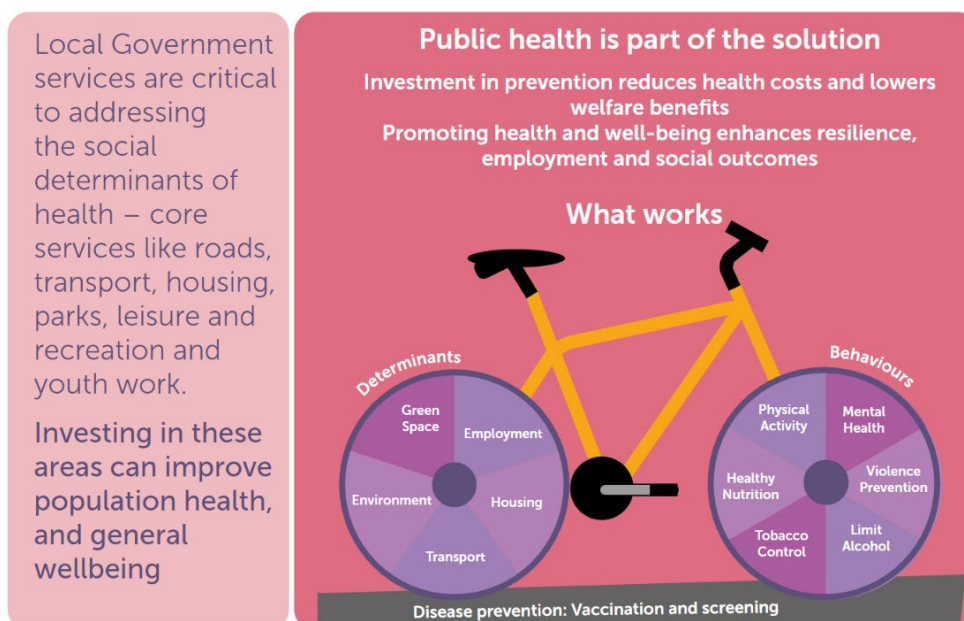 Local Government
services are critical
to addressing
the social
determinants of
health – core
services like roads,
transport, housing,
parks, leisure and
recreation and
youth work.
Investing in these
areas can improve
population health,
and general
wellbeing
Public health is part of the solution
Investment in prevention reduces health costs and lowers
welfare benefits
Promoting health and well-being enhances resilience,
employment and social outcomes
What works
Determinants
Green
Space
Employment
Environment
Housing
Transport
Behaviours
Physical
Activity
Mental
Health
Healthy
Nutrition
Violence
Prevention
Tobacco
Control
Limit
Alcohol
Disease prevention: Vaccination and screening